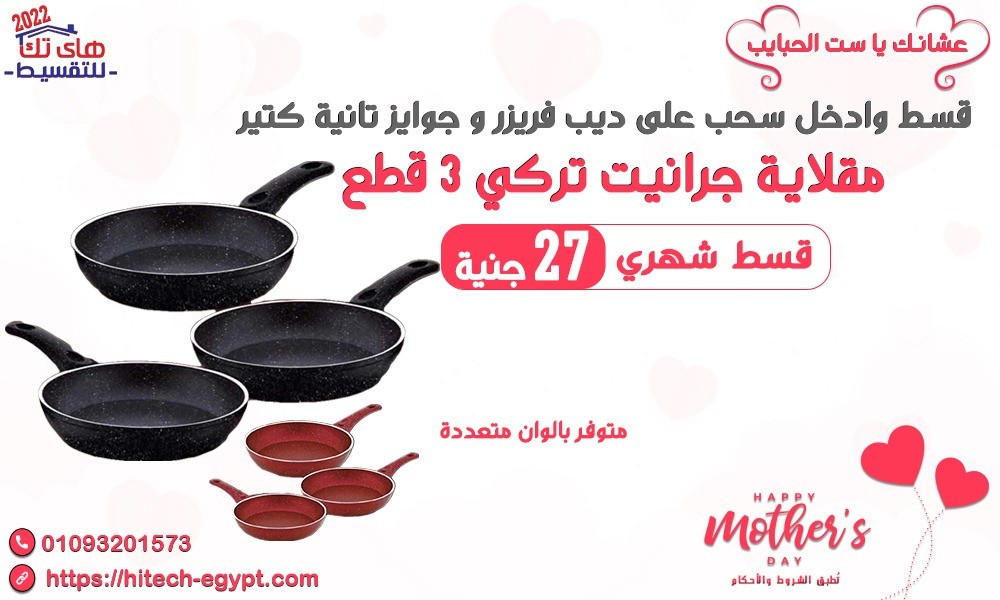 2022
هاى تك
-للتقسيط-
عشانك يا ست الحبايب
قسط وادخل سحب على ديب فريزر و جوايز تانية كتير
مقلاية جرانيت تركي 3 قطع
قسط شهري 27 جنية
متوفر بالوان متعددة
HAPPY
Mother's
DAY
تُطبق الشروط والأحكام
01093201573
https://hitech-egypt.com